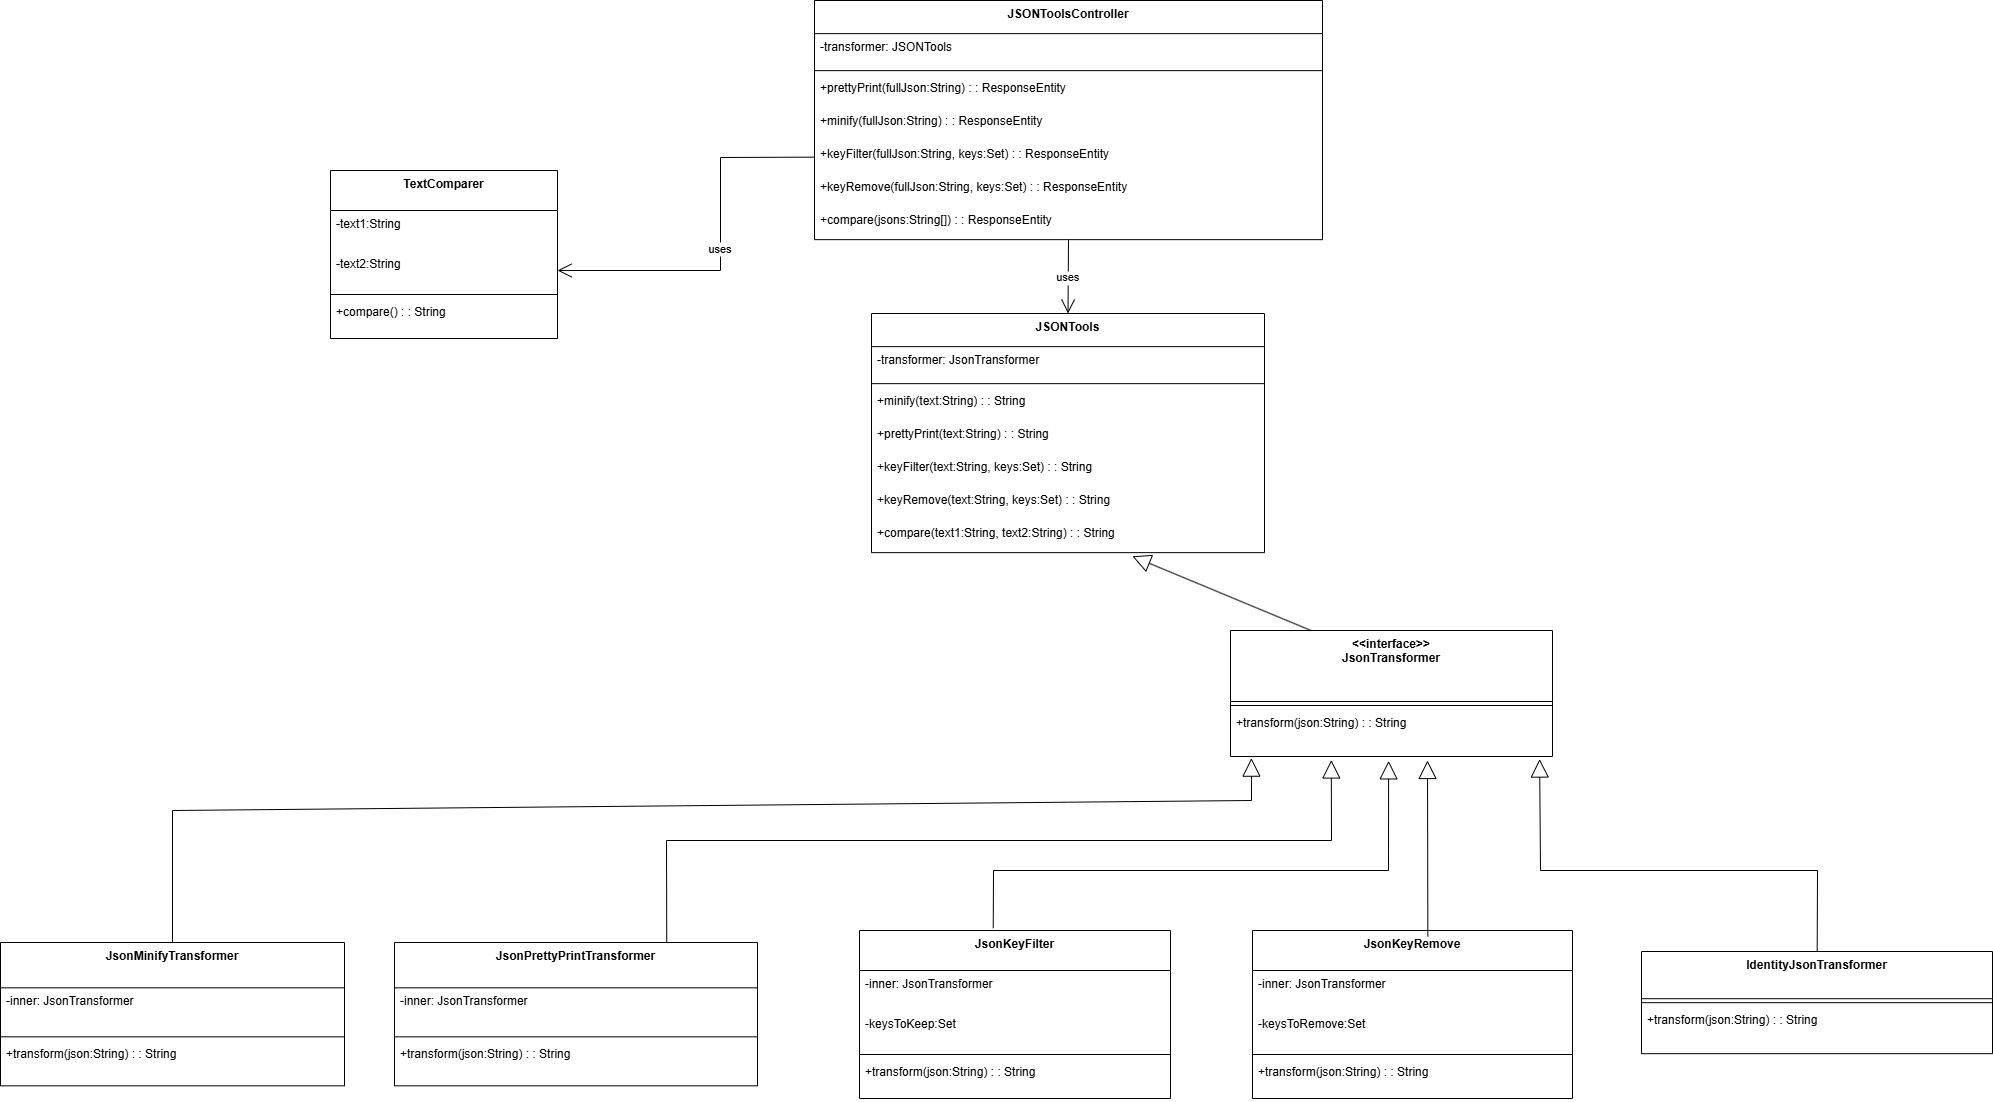 JSONToolsController
-transformer: JSONTools
+prettyPrint(fullJson:String) : : ResponseEntity
+minify(fullJson:String) : : ResponseEntity
+keyFilter(fullJson:String, keys:Set) : : ResponseEntity
+keyRemove(fullJson:String, keys:Set) : : ResponseEntity
+compare(jsons:String[]) : : ResponseEntity
TextComparer
-text1:String
-text2:String
+compare() : : String
uses
uses
JSONTools
-transformer: JsonTransformer
+minify(text:String) : : String
+prettyPrint(text:String) : : String
+keyFilter(text:String, keys:Set) : : String
+keyRemove(text:String, keys:Set) : : String
+compare(text1:String, text2:String) : : String
<<interface>>
JsonTransformer
+transform(json:String) : : String
JsonMinifyTransformer
-inner: JsonTransformer
+transform(json:String) : : String
JsonPrettyPrintTransformer
-inner: JsonTransformer
+transform(json:String) : : String
JsonKeyFilter
-inner: JsonTransformer
-keysToKeep:Set
+transform(json:String) : : String
JsonKeyRemove
-inner: JsonTransformer
-keysToRemove:Set
+transform(json:String) : : String
IdentityJsonTransformer
+transform(json:String) : : String